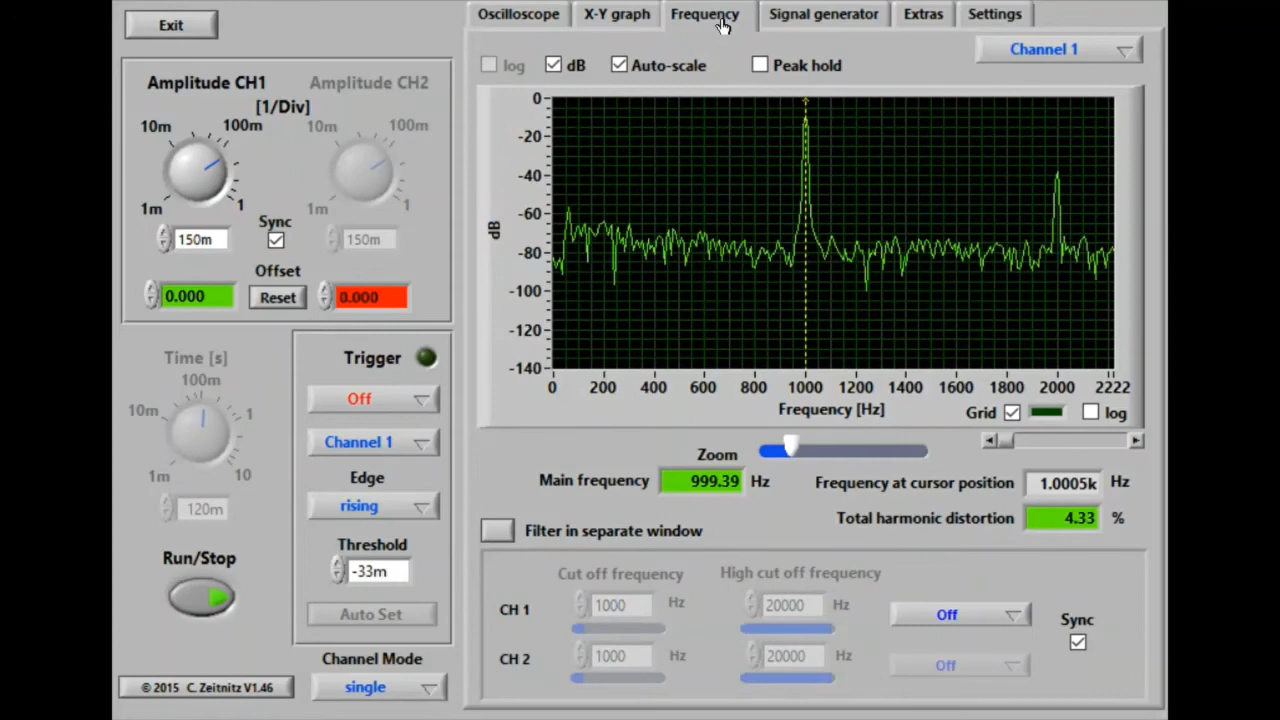 Exit
Oscilloscope X-Y graph Frequency Signal generator Extras Settings
Channel 1
log dB Auto-scale Peak hold
Amplitude CH1 Amplitude CH2
[1/Div]
10m 100m 10m 100m
1m 1 1m 1
Sync
150m 150m
Offset
0.000 Reset 0.000
dB
0
-20
-40
-60
-80
-100
-120
-140
0 200 400 600 800 1000 1200 1400 1600 1800 2000 2222
Frequency [Hz] Grid log
Time [s]
100m
10m 1
1m 10
120m
Trigger
Off
Channel 1
Edge
rising
Threshold
-33m
Auto Set
Run/Stop
Channel Mode
single
© 2015 C. Zeitnitz V1.46
Zoom
Main frequency 999.39 Hz
Frequency at cursor position 1.0005k Hz
Total harmonic distortion 4.33 %
Filter in separate window
Cut off frequency High cut off frequency
CH 1 1000 Hz 20000 Hz Off Sync
CH 2 1000 Hz 20000 Hz Off